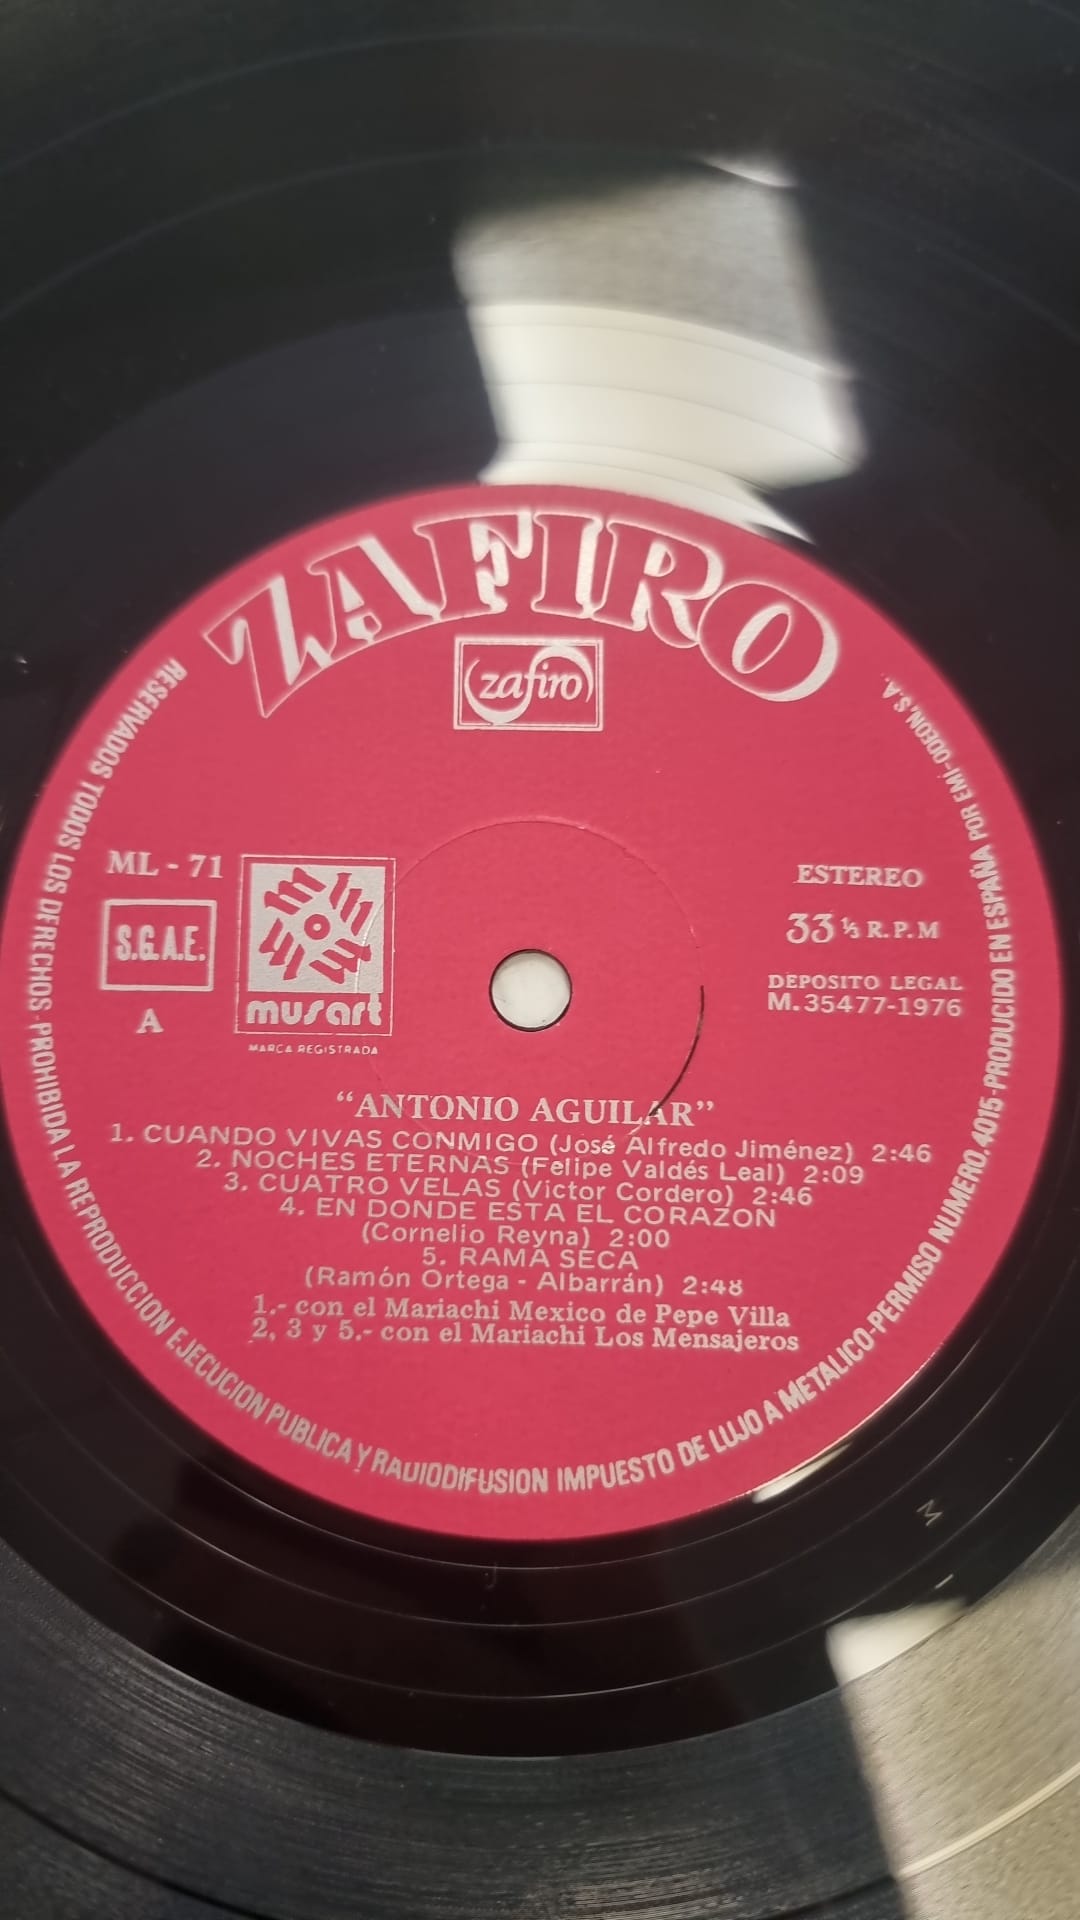 ZAFIRO
zafiro
ML - 71
S.G.A.E.
A
musart
MARCA REGISTRADA
ESTEREO
33 ⅓ R.P.M
DEPOSITO LEGAL
M.35477-1976
"ANTONIO AGUILAR"
1. CUANDO VIVAS CONMIGO (José Alfredo Jiménez) 2:46
2. NOCHES ETERNAS (Felipe Valdés Leal) 2:09
3. CUATRO VELAS (Victor Cordero) 2:46
4. EN DONDE ESTA EL CORAZON
(Cornelio Reyna) 2:00
5. RAMA SECA
(Ramón Ortega - Albarrán) 2:48
1.- con el Mariachi Mexico de Pepe Villa
2, 3 y 5.- con el Mariachi Los Mensajeros
RESERVADOS TODOS LOS DERECHOS-PROHIBIDA LA REPRODUCCION EJECUCION PUBLICA Y RADIODIFUSION IMPUESTO DE LUJO A METALICO-PERMISO NUMERO.4015-PRODUCIDO EN ESPAÑA POR EMI-ODEON,S.A.
M